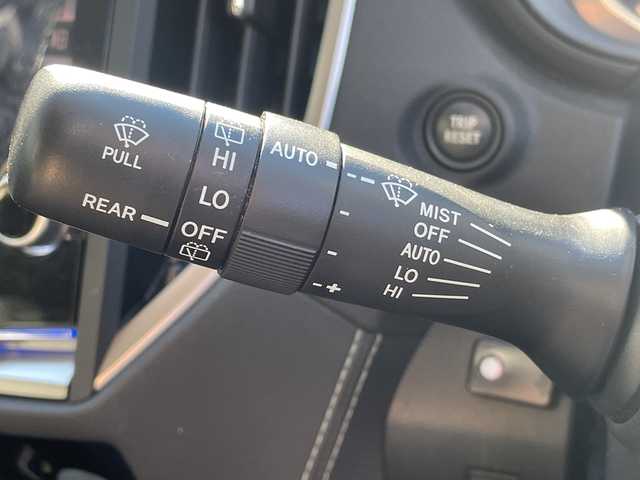 PULL
REAR
HI
LO
OFF
AUTO
- +
MIST
OFF
AUTO
LO
HI
TRIP
RESET